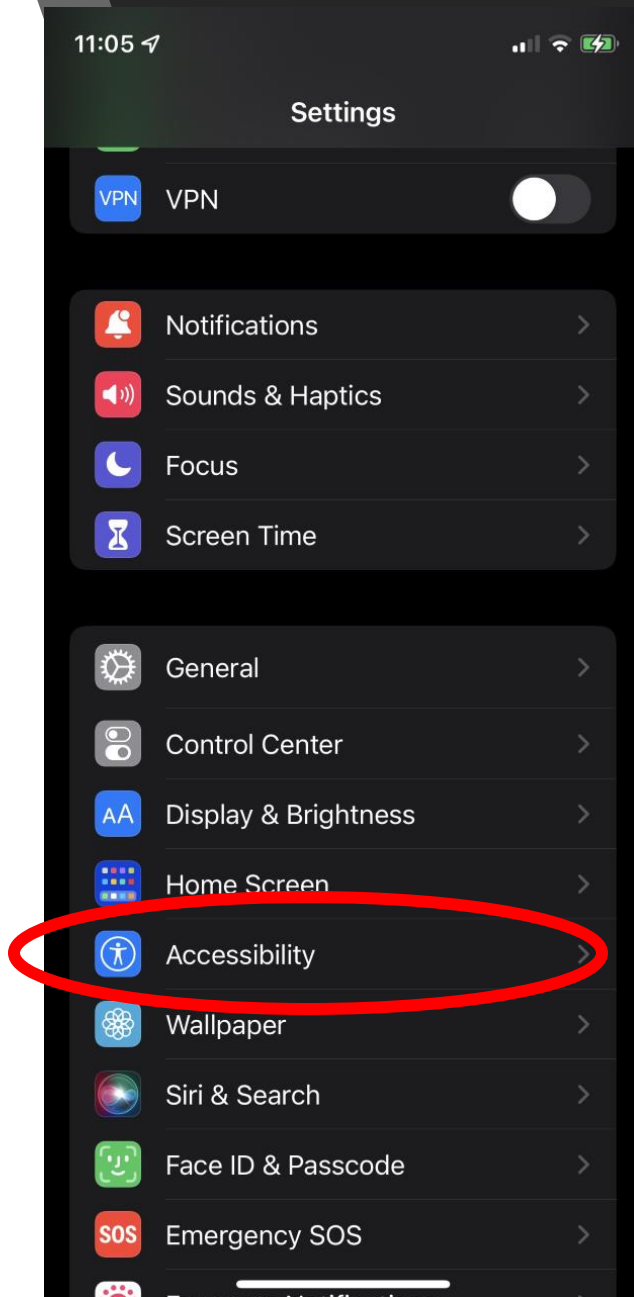 11:05
Settings
VPN VPN
Notifications
Sounds & Haptics
Focus
Screen Time
General
Control Center
AA Display & Brightness
Home Screen
Accessibility
Wallpaper
Siri & Search
Face ID & Passcode
SOS Emergency SOS